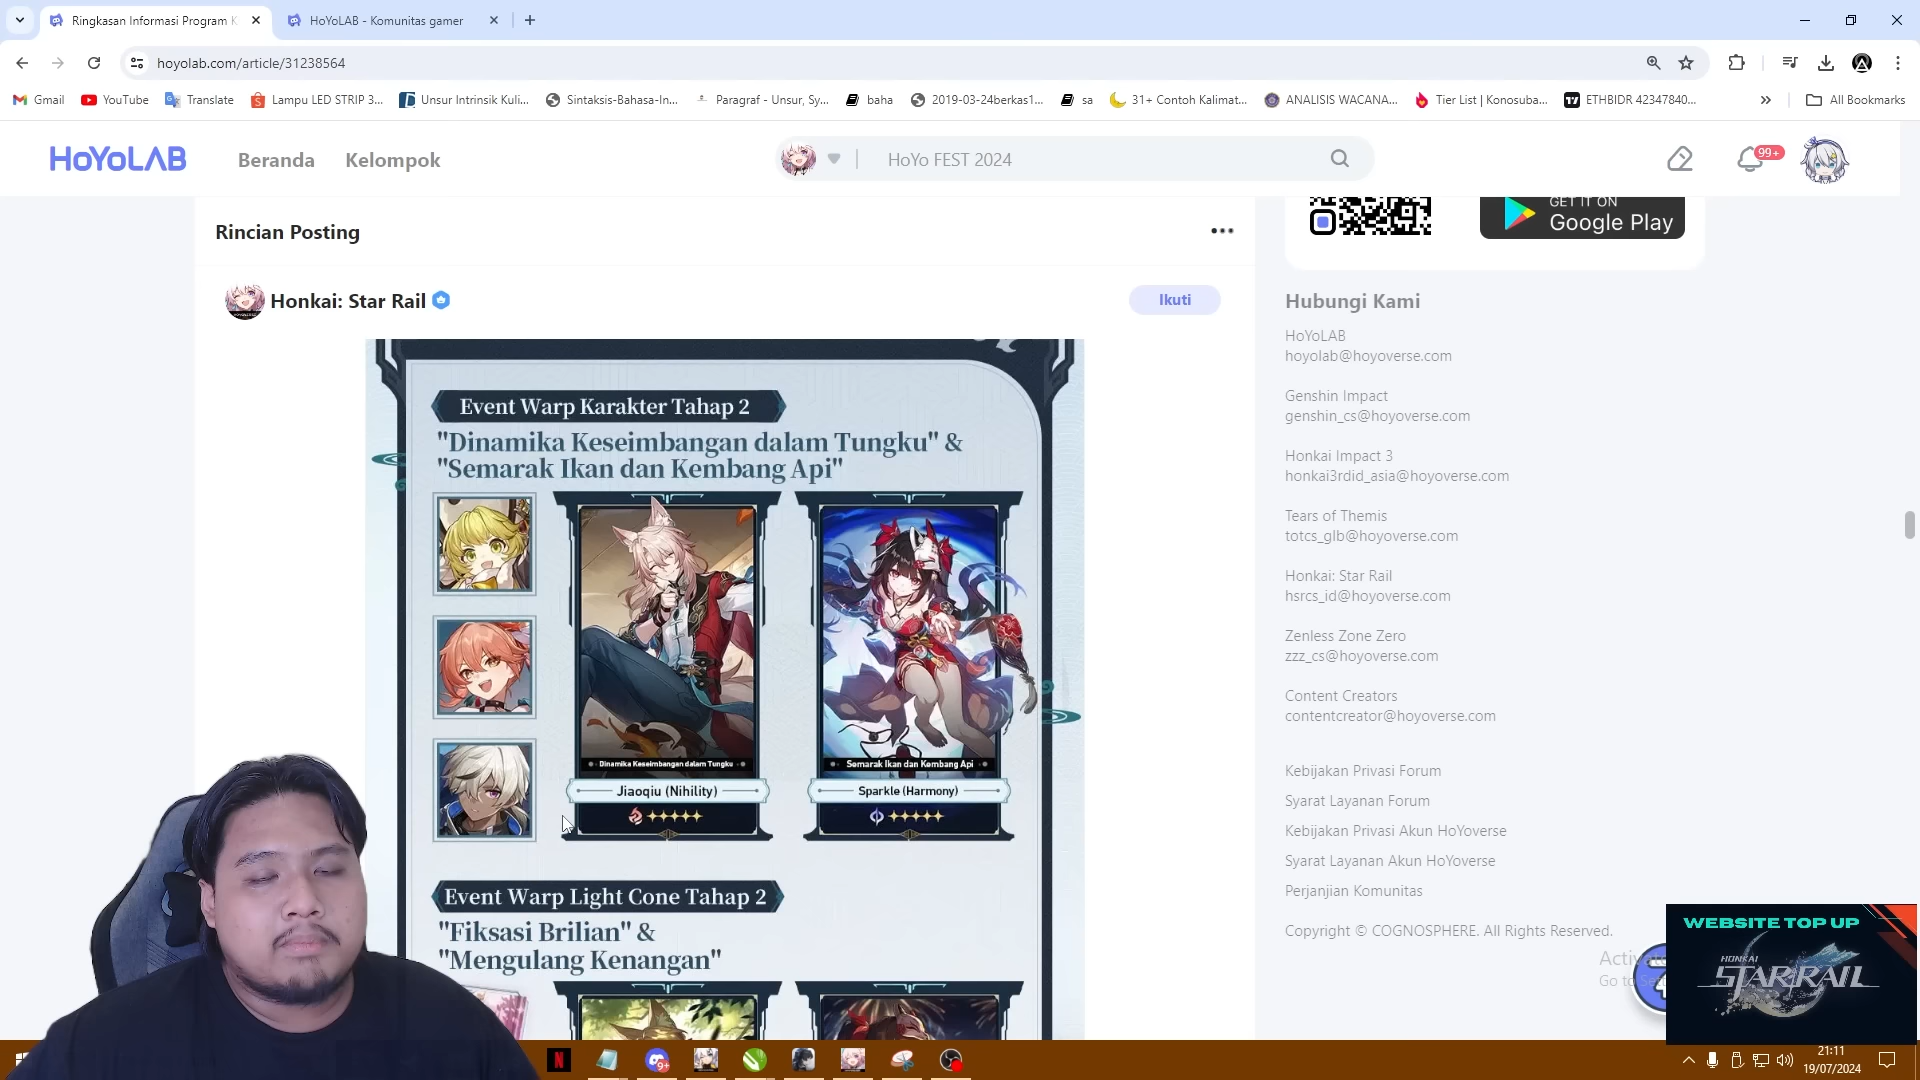 Ringkasan Informasi Program K
HoYoLAB - Komunitas gamer
hoyolab.com/article/31238564
Gmail
YouTube
Translate
Lampu LED STRIP 3...
Unsur Intrinsik Kuli...
Sintaksis-Bahasa-In...
Paragraf - Unsur, Sy...
baha
2019-03-24berkas1...
sa
31+ Contoh Kalimat...
ANALISIS WACANA...
Tier List | Konosuba...
ETHBIDR 42347840...
All Bookmarks
HoYoLAB
Beranda
Kelompok
HoYo FEST 2024
99+
Rincian Posting
GET IT ON
Google Play
Honkai: Star Rail
Ikuti
Event Warp Karakter Tahap 2
"Dinamika Keseimbangan dalam Tungku" &
"Semarak Ikan dan Kembang Api"
Dinamika Keseimbangan dalam Tungku
Semarak Ikan dan Kembang Api
Jiaoqiu (Nihility)
Sparkle (Harmony)
Event Warp Light Cone Tahap 2
"Fiksasi Brilian" &
"Mengulang Kenangan"
Hubungi Kami
HoYoLAB
hoyolab@hoyoverse.com
Genshin Impact
genshin_cs@hoyoverse.com
Honkai Impact 3
honkai3rdid_asia@hoyoverse.com
Tears of Themis
totcs_glb@hoyoverse.com
Honkai: Star Rail
hsrcs_id@hoyoverse.com
Zenless Zone Zero
zzz_cs@hoyoverse.com
Content Creators
contentcreator@hoyoverse.com
Kebijakan Privasi Forum
Syarat Layanan Forum
Kebijakan Privasi Akun HoYoverse
Syarat Layanan Akun HoYoverse
Perjanjian Komunitas
Copyright © COGNOSPHERE. All Rights Reserved.
Go to
WEBSITE TOP UP
HONKAI
STAR RAIL
9+
21:11
19/07/2024